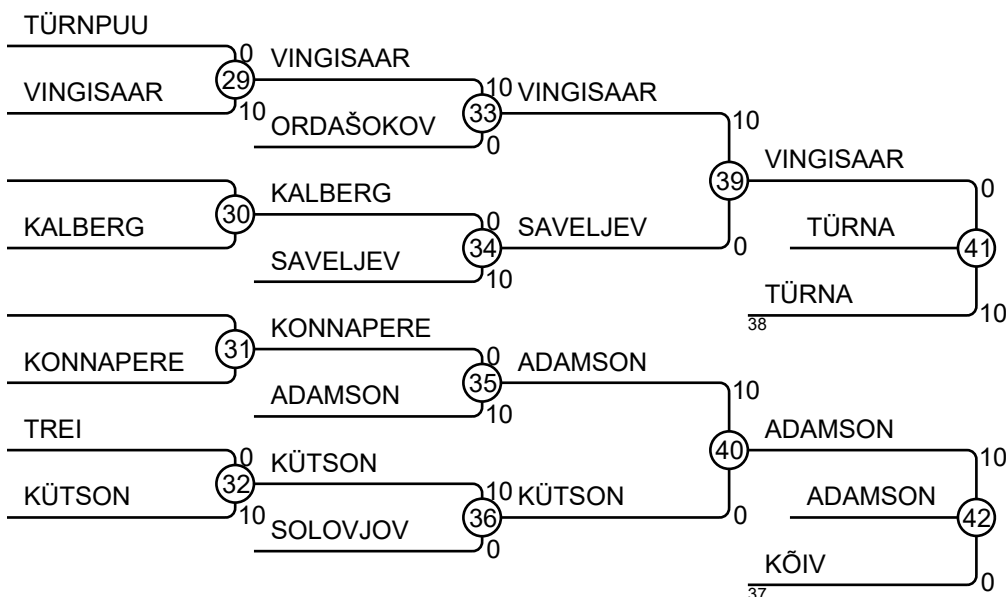 TÜRNPUU
0
29
VINGISAAR
10
VINGISAAR
10
33
ORDAŠOKOV
0
VINGISAAR
10
39
VINGISAAR
0
30
KALBERG
KALBERG
0
34
SAVELJEV
10
SAVELJEV
0
TÜRNA
41
TÜRNA
38
10
31
KONNAPERE
KONNAPERE
0
35
ADAMSON
10
ADAMSON
10
40
ADAMSON
10
TREI
0
32
KÜTSON
10
KÜTSON
10
36
SOLOVJOV
0
KÜTSON
0
ADAMSON
42
KÕIV
37
0